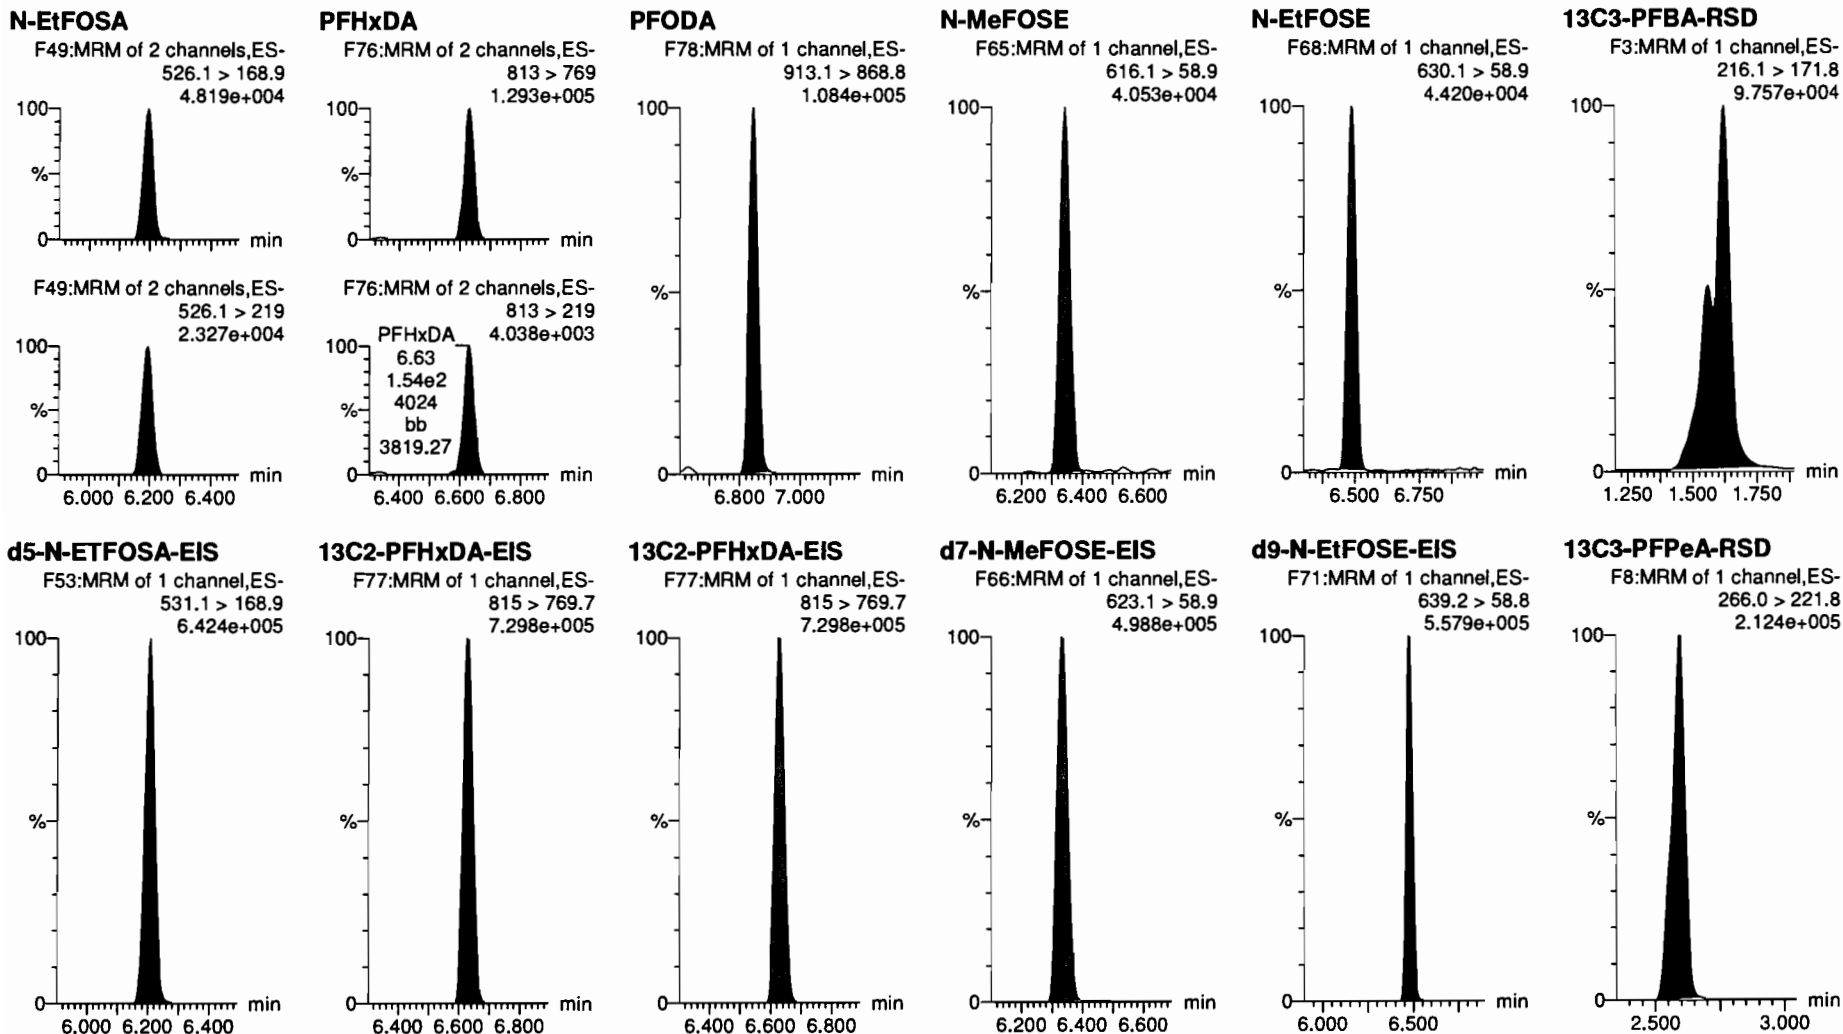 N-EtFOSA
F49:MRM of 2 channels,ES-
526.1 > 168.9
4.819e+004
100
%
0
min
F49:MRM of 2 channels,ES-
526.1 > 219
2.327e+004
100
%
0
min
6.000 6.200 6.400
PFHxDA
F76:MRM of 2 channels,ES-
813 > 769
1.293e+005
100
%
0
min
F76:MRM of 2 channels,ES-
813 > 219
4.038e+003
PFHxDA
6.63
1.54e2
4024
bb
3819.27
100
%
0
min
6.400 6.600 6.800
PFODA
F78:MRM of 1 channel,ES-
913.1 > 868.8
1.084e+005
100
%
0
min
6.800 7.000
N-MeFOSE
F65:MRM of 1 channel,ES-
616.1 > 58.9
4.053e+004
100
%
0
min
6.200 6.400 6.600
N-EtFOSE
F68:MRM of 1 channel,ES-
630.1 > 58.9
4.420e+004
100
%
0
min
6.500 6.750
13C3-PFBA-RSD
F3:MRM of 1 channel,ES-
216.1 > 171.8
9.757e+004
100
%
0
min
1.250 1.500 1.750
d5-N-ETFOSA-EIS
F53:MRM of 1 channel,ES-
531.1 > 168.9
6.424e+005
100
%
0
min
6.000 6.200 6.400
13C2-PFHxDA-EIS
F77:MRM of 1 channel,ES-
815 > 769.7
7.298e+005
100
%
0
min
6.400 6.600 6.800
13C2-PFHxDA-EIS
F77:MRM of 1 channel,ES-
815 > 769.7
7.298e+005
100
%
0
min
6.400 6.600 6.800
d7-N-MeFOSE-EIS
F66:MRM of 1 channel,ES-
623.1 > 58.9
4.988e+005
100
%
0
min
6.200 6.400 6.600
d9-N-EtFOSE-EIS
F71:MRM of 1 channel,ES-
639.2 > 58.8
5.579e+005
100
%
0
min
6.000 6.500
13C3-PFPeA-RSD
F8:MRM of 1 channel,ES-
266.0 > 221.8
2.124e+005
100
%
0
min
2.500 3.000